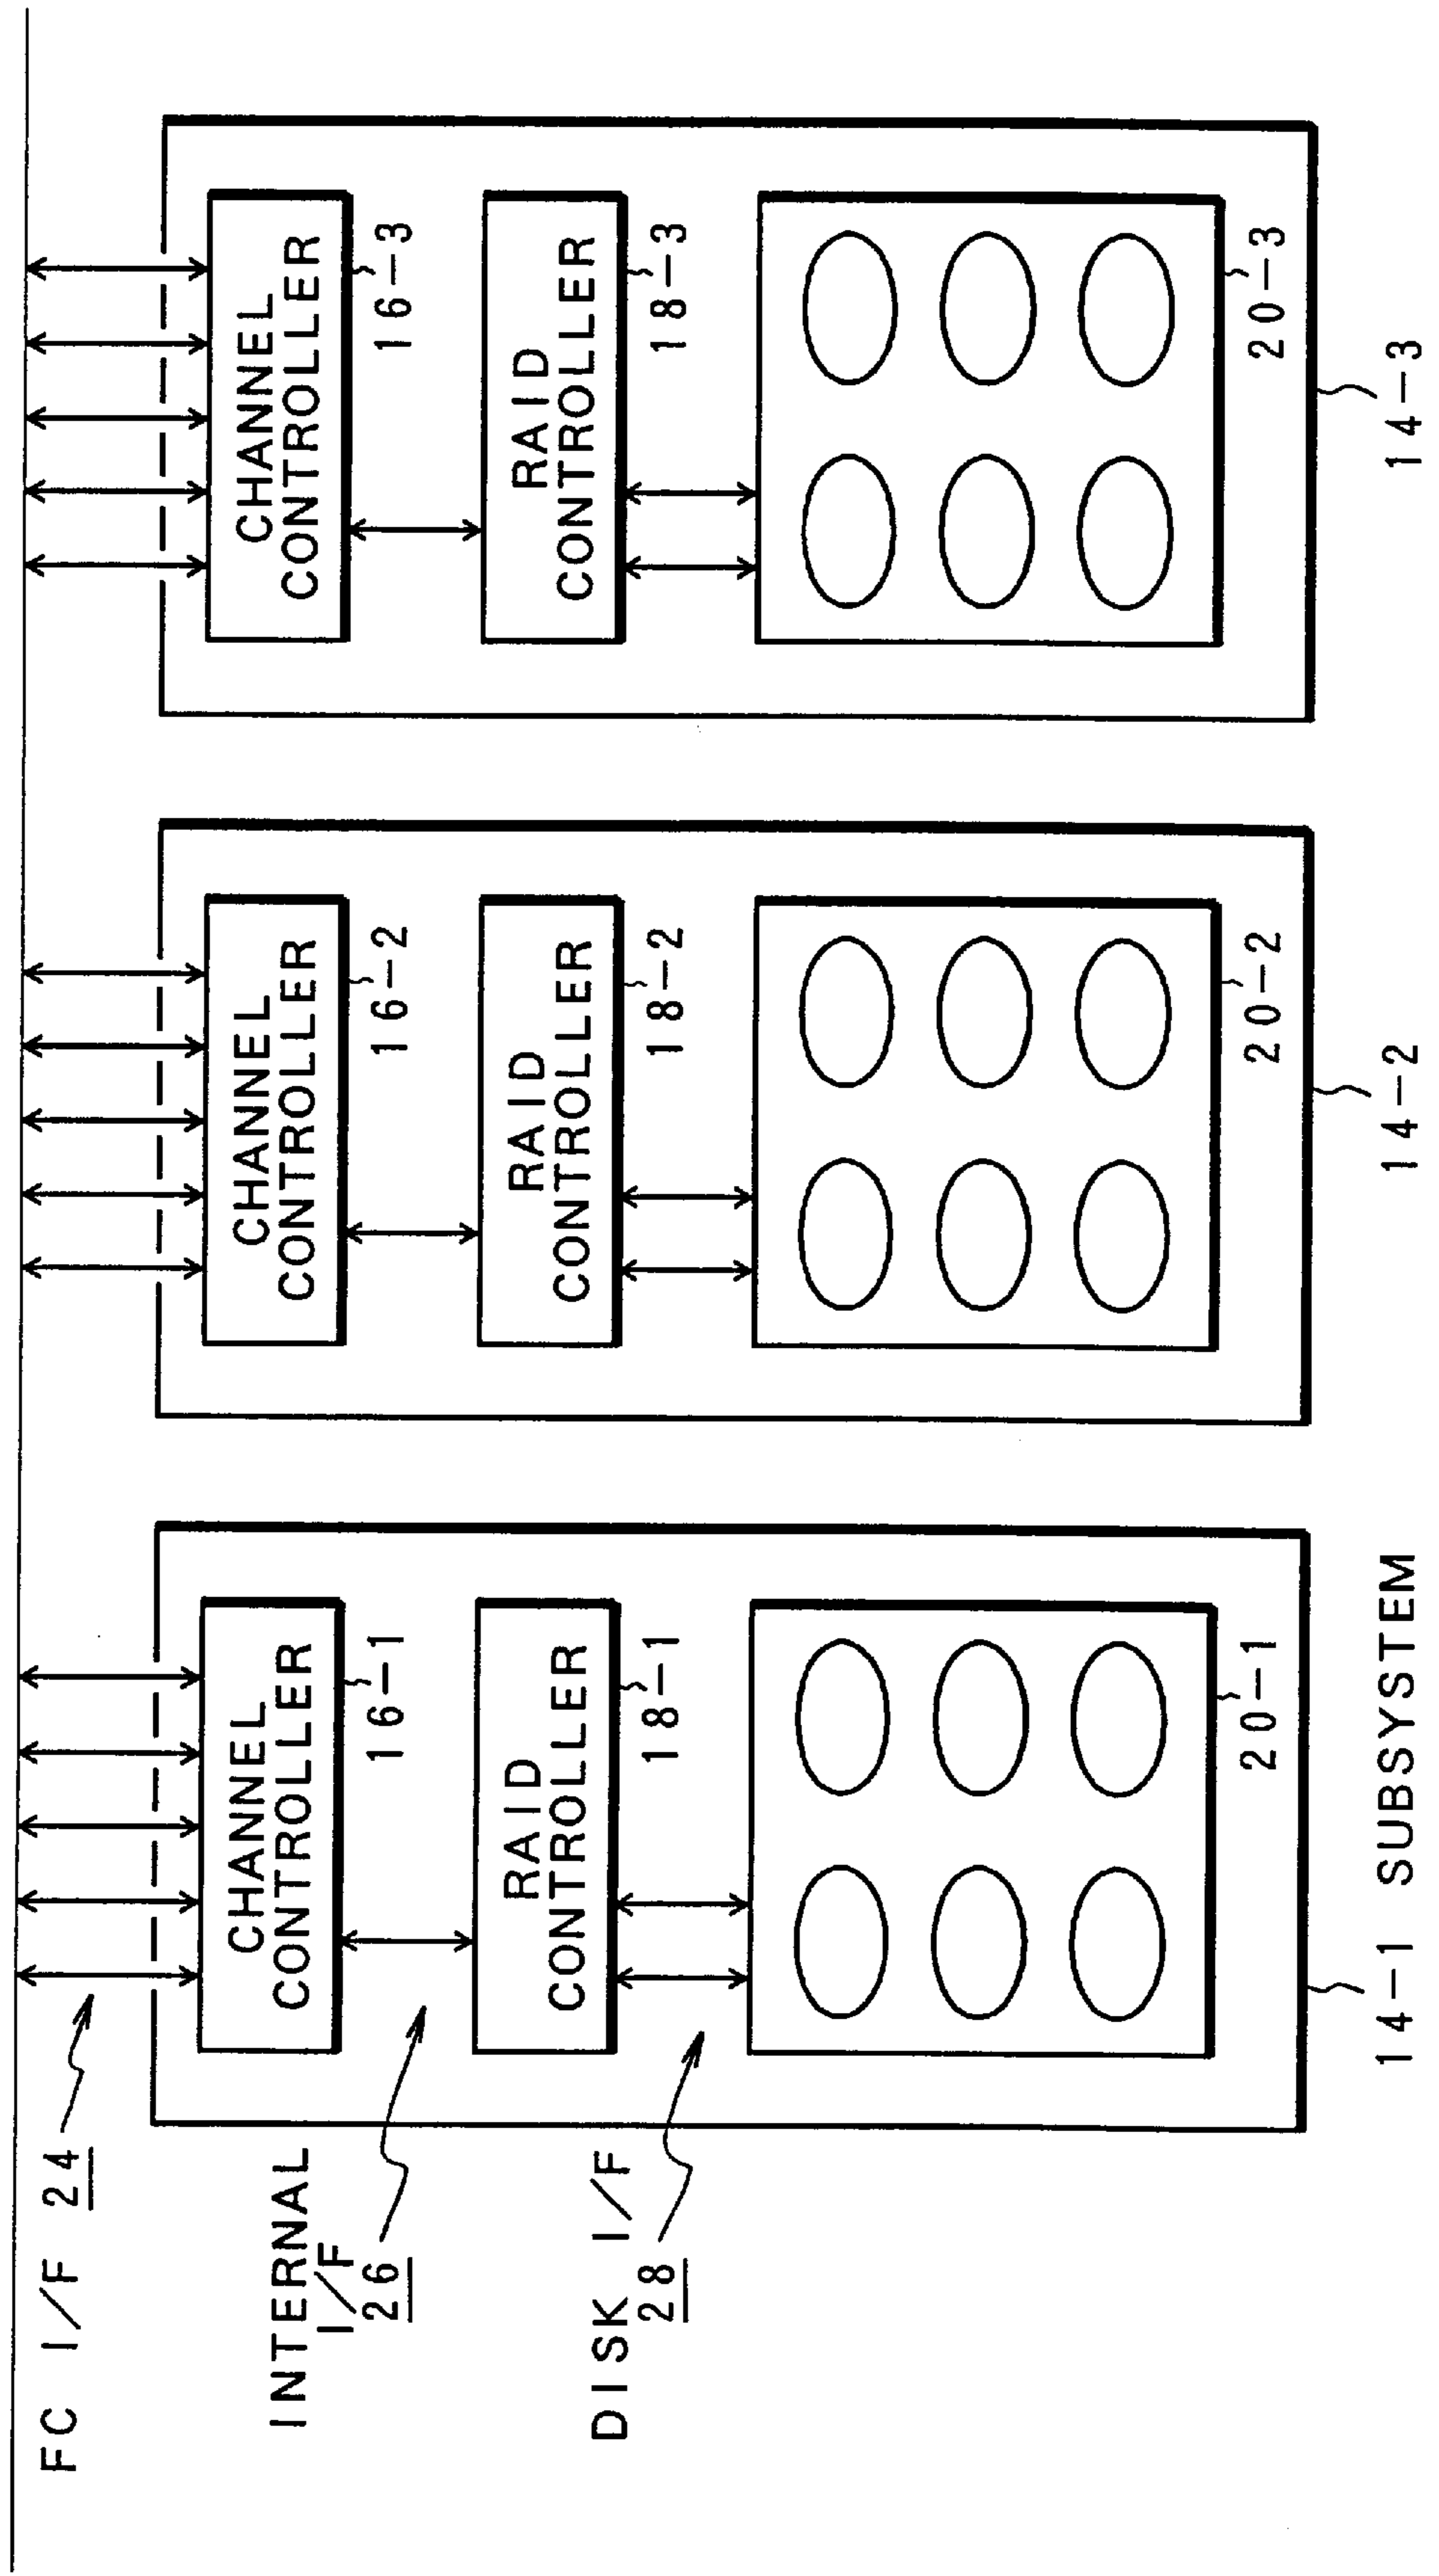 FC I/F 24
INTERNAL
I/F
26
DISK I/F
28
CHANNEL
CONTROLLER
16-1
RAID
CONTROLLER
18-1
20-1
14-1 SUBSYSTEM
CHANNEL
CONTROLLER
16-2
RAID
CONTROLLER
18-2
20-2
14-2
CHANNEL
CONTROLLER
16-3
RAID
CONTROLLER
18-3
20-3
14-3